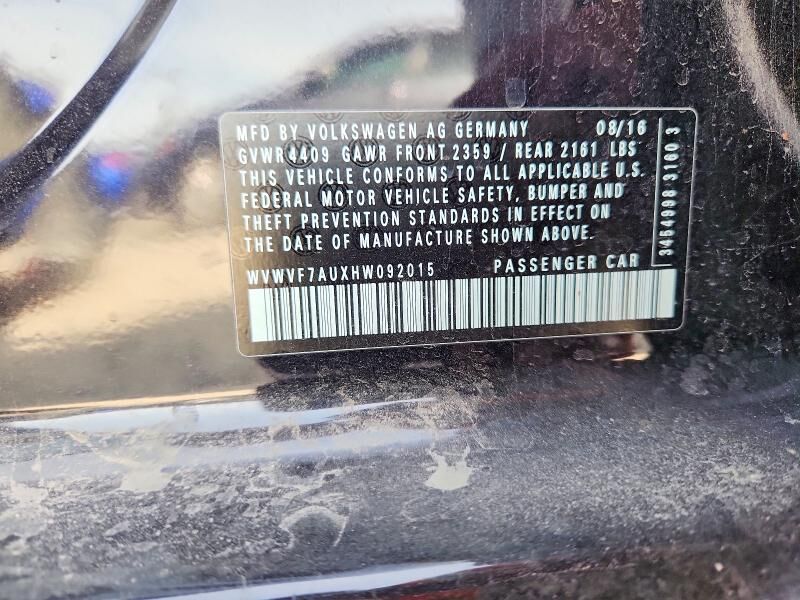 MFD BY VOLKSWAGEN AG GERMANY 08/16
GVWR 4409 GAWR FRONT 2359 / REAR 2161 LBS
THIS VEHICLE CONFORMS TO ALL APPLICABLE U.S.
FEDERAL MOTOR VEHICLE SAFETY, BUMPER AND
THEFT PREVENTION STANDARDS IN EFFECT ON
THE DATE OF MANUFACTURE SHOWN ABOVE.
WVWVF7AUXHW092015 PASSENGER CAR
3464998 3160 3